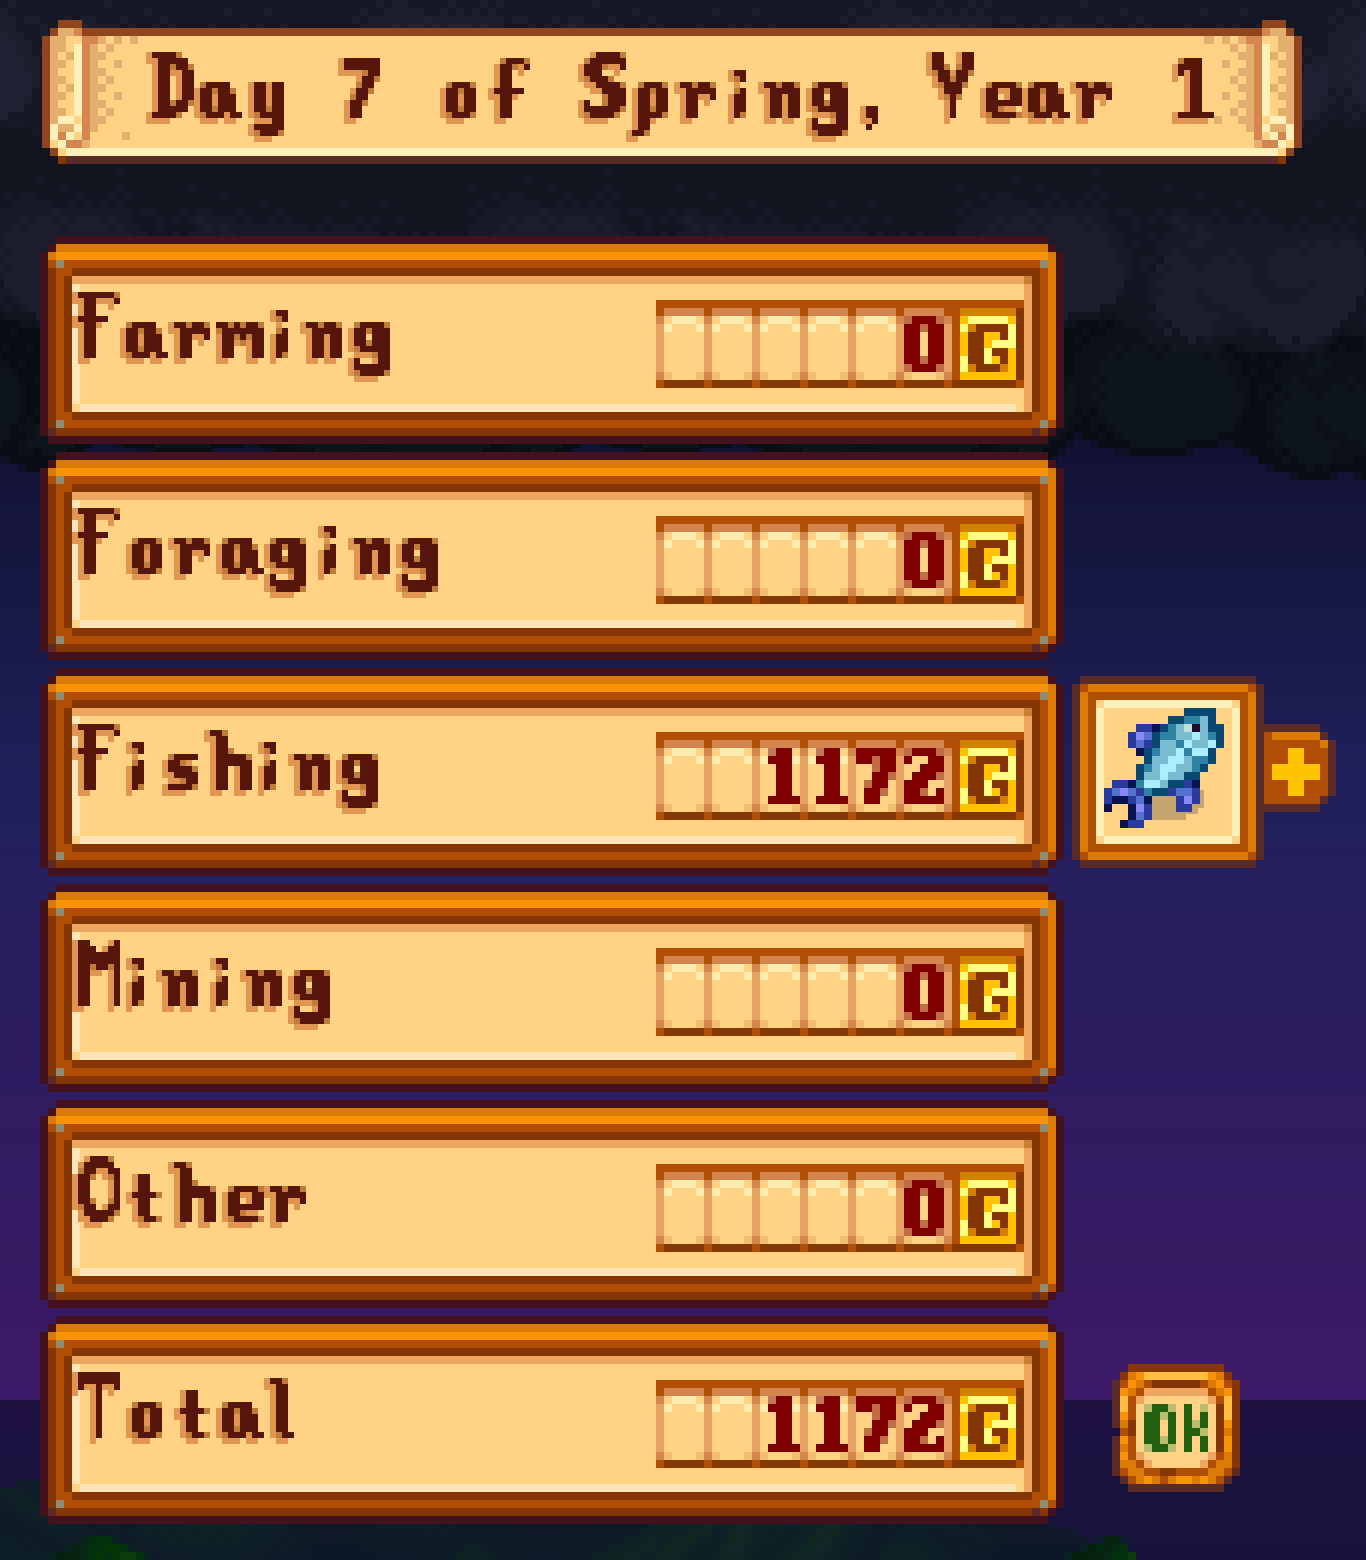 Day 7 of Spring, Year 1
Farming 0 G
Foraging 0 G
Fishing 1172 G
Mining 0 G
Other 0 G
Total 1172 G
OK